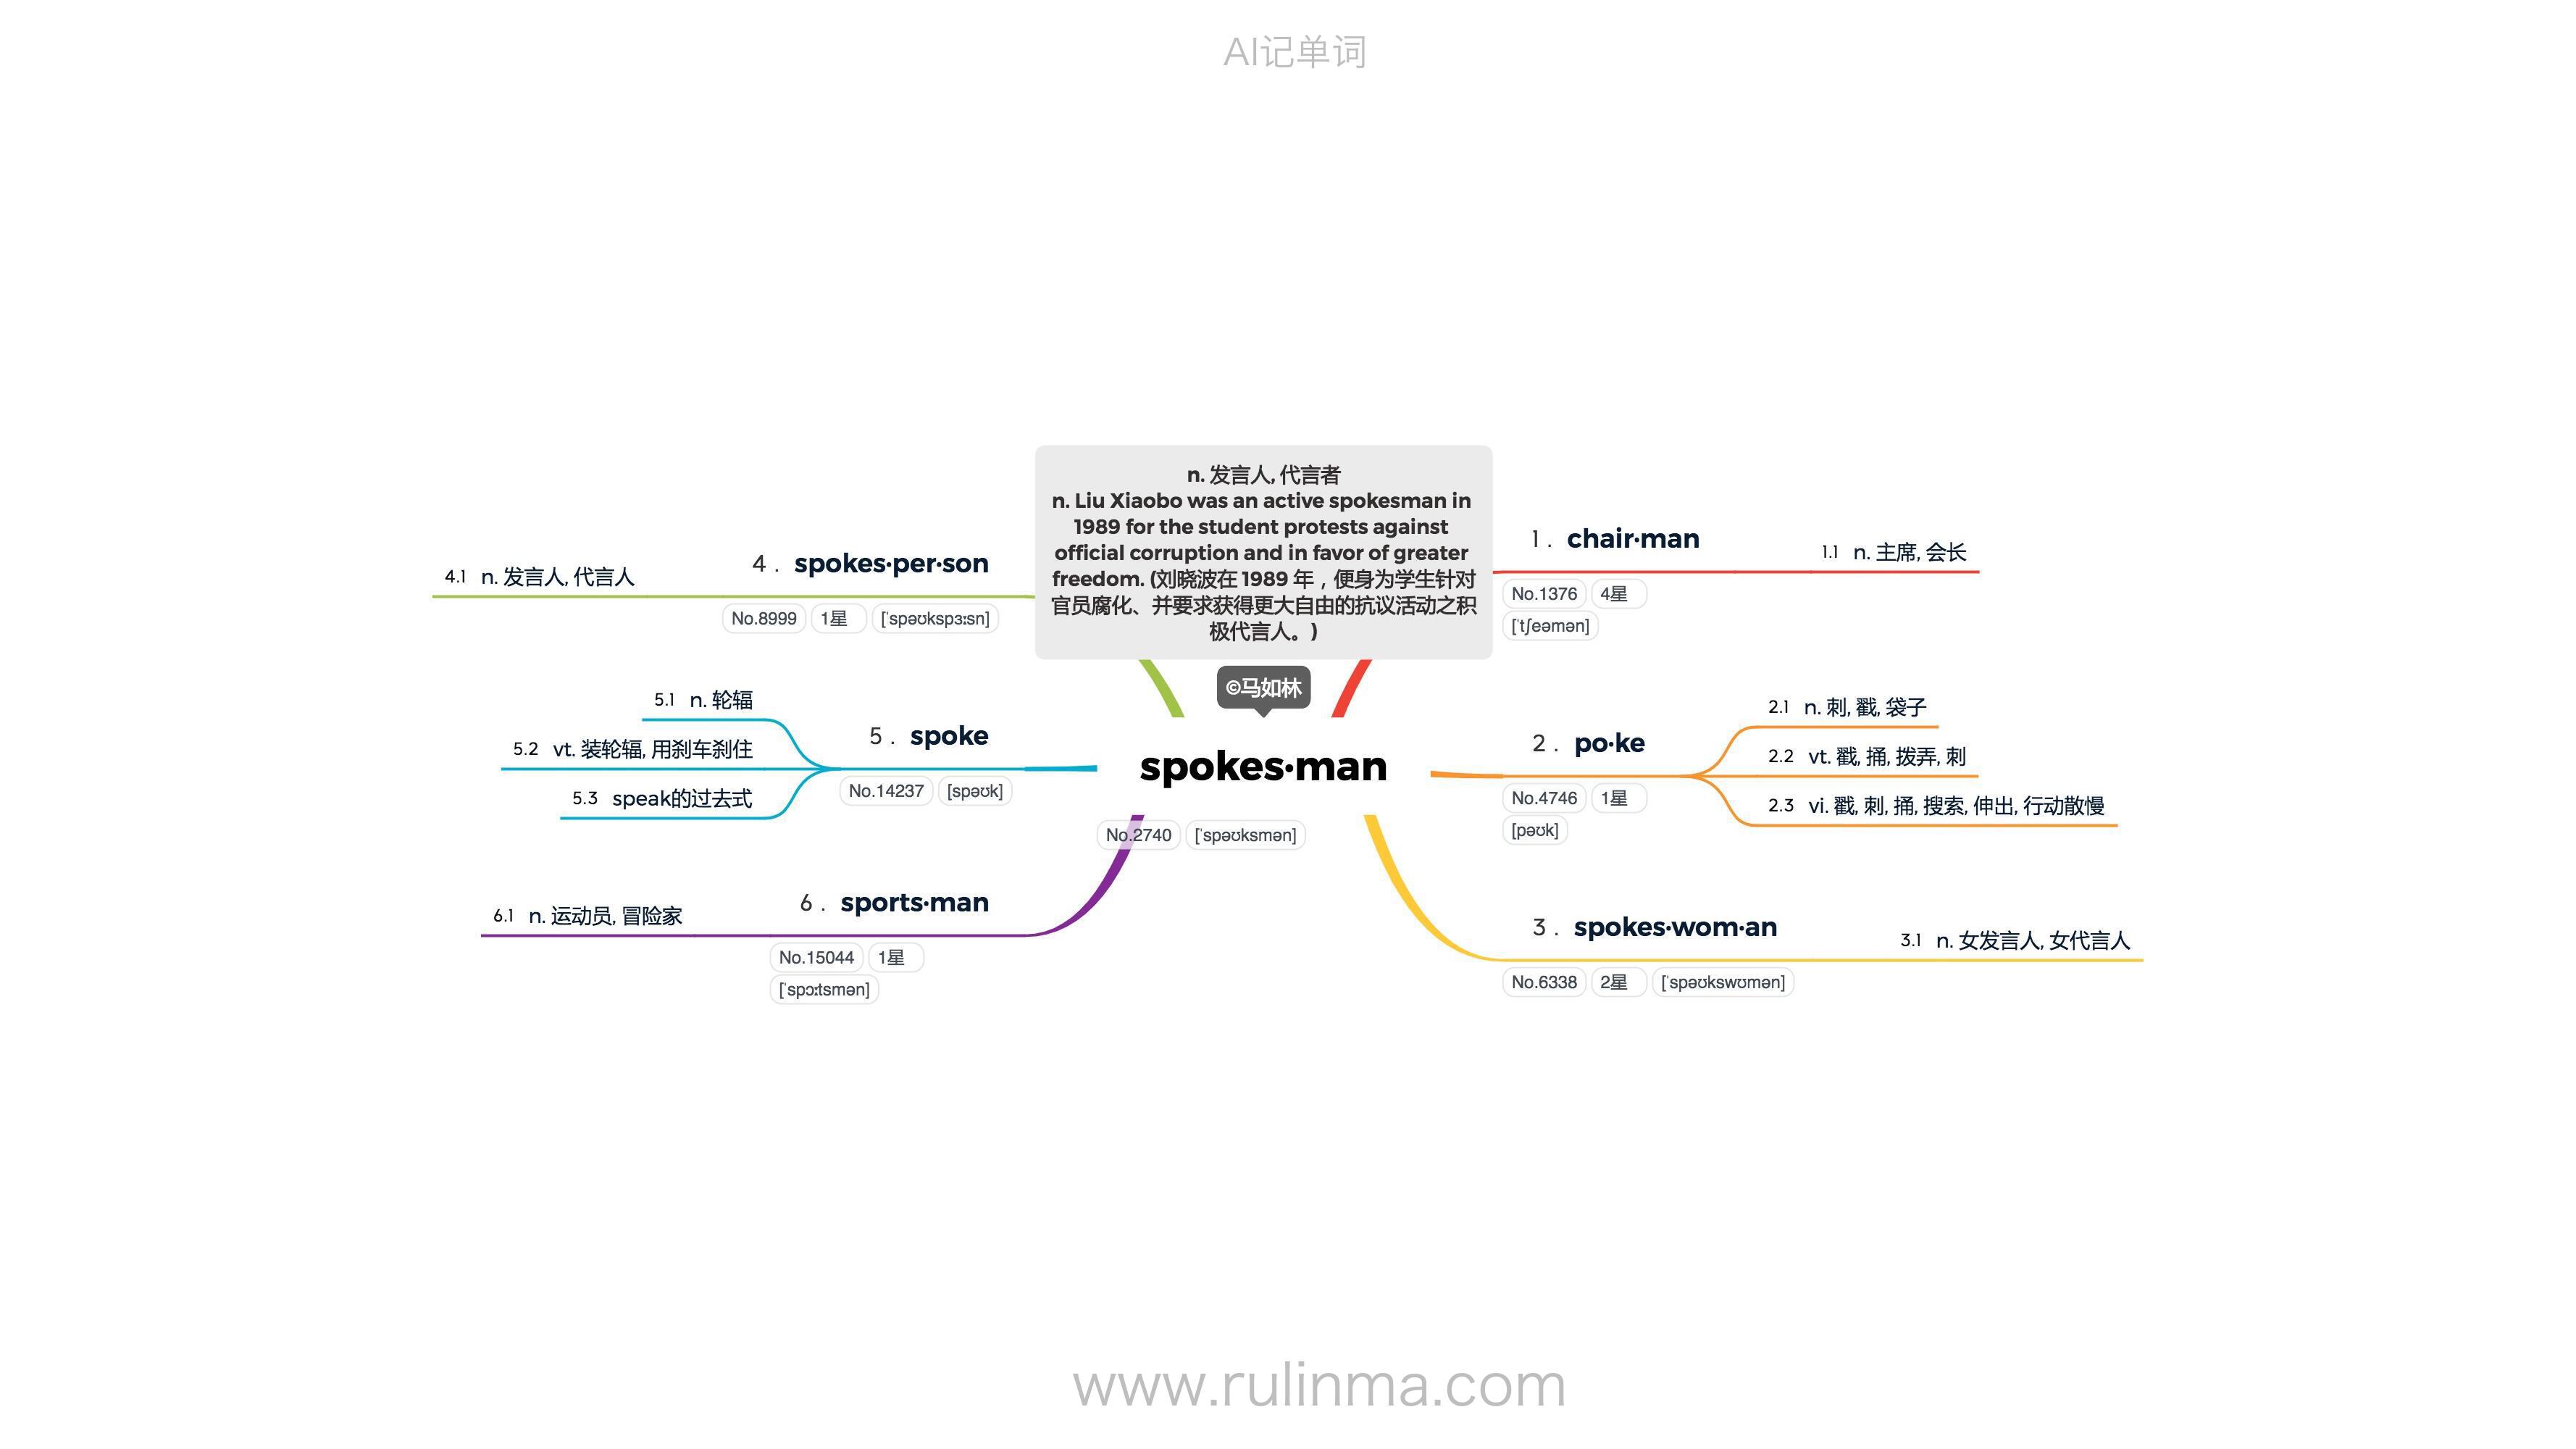 AI记单词
n. 发言人, 代言者
n. Liu Xiaobo was an active spokesman in
1989 for the student protests against
official corruption and in favor of greater
freedom. (刘晓波在 1989 年，便身为学生针对
官员腐化、并要求获得更大自由的抗议活动之积
极代言人。)
©马如林
spokes·man
No.2740 [ˈspəʊksmən]
1. chair·man
No.1376 4星
[ˈtʃeəmən]
1.1 n. 主席, 会长
2. po·ke
No.4746 1星
[pəʊk]
2.1 n. 刺, 戳, 袋子
2.2 vt. 戳, 捅, 拨弄, 刺
2.3 vi. 戳, 刺, 捅, 搜索, 伸出, 行动散慢
3. spokes·wom·an
No.6338 2星 [ˈspəʊkswʊmən]
3.1 n. 女发言人, 女代言人
4. spokes·per·son
No.8999 1星 [ˈspəʊkspɜːsn]
4.1 n. 发言人, 代言人
5. spoke
No.14237 [spəʊk]
5.1 n. 轮辐
5.2 vt. 装轮辐, 用刹车刹住
5.3 speak的过去式
6. sports·man
No.15044 1星
[ˈspɔːtsmən]
6.1 n. 运动员, 冒险家
www.rulinma.com